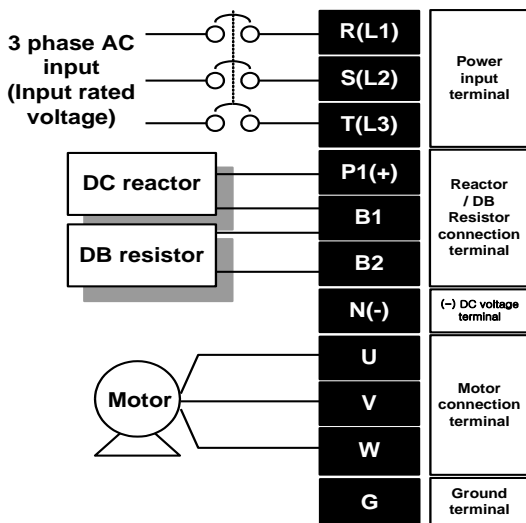 3 phase AC
input
(Input rated
voltage)
R(L1)
S(L2)
T(L3)
Power
input
terminal
DC reactor
DB resistor
P1(+)
B1
B2
Reactor
/ DB
Resistor
connection
terminal
N(-)
(−) DC voltage
terminal
Motor
U
V
W
Motor
connection
terminal
G
Ground
terminal